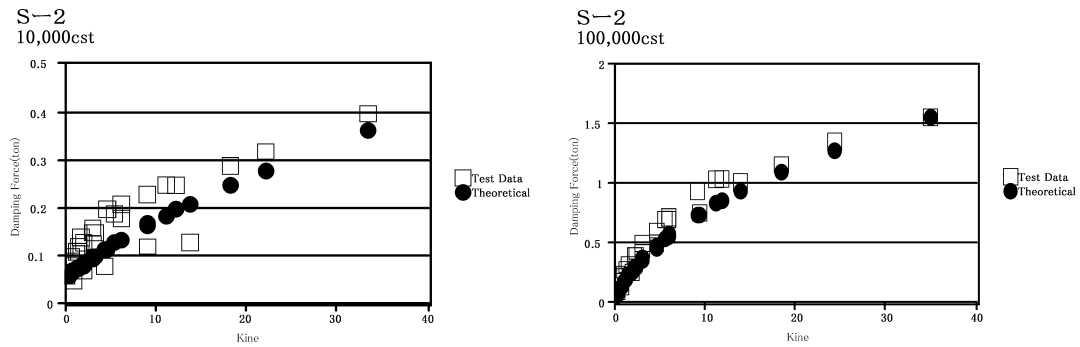 S-2
10,000cst
0.5
0.4
0.3
0.2
0.1
0
0 10 20 30 40
Damping Force(ton)
Kine
Test Data
Theoretical
S-2
100,000cst
2
1.5
1
0.5
0
0 10 20 30 40
Damping Force(ton)
Kine
Test Data
Theoretical